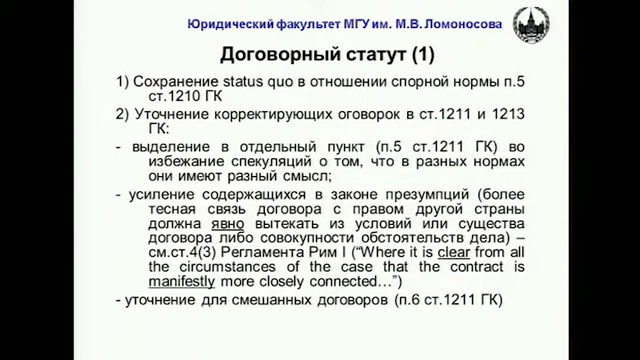 Юридический факультет МГУ им. М.В. Ломоносова
Договорный статут (1)
1) Сохранение status quo в отношении спорной нормы п.5
ст.1210 ГК
2) Уточнение корректирующих оговорок в ст.1211 и 1213
ГК:
- выделение в отдельный пункт (п.5 ст.1211 ГК) во
избежание спекуляций о том, что в разных нормах
они имеют разный смысл;
- усиление содержащихся в законе презумпций (более
тесная связь договора с правом другой страны
должна явно вытекать из условий или существа
договора либо совокупности обстоятельств дела) –
см.ст.4(3) Регламента Рим I (“Where it is clear from all
the circumstances of the case that the contract is
manifestly more closely connected…”)
- уточнение для смешанных договоров (п.6 ст.1211 ГК)